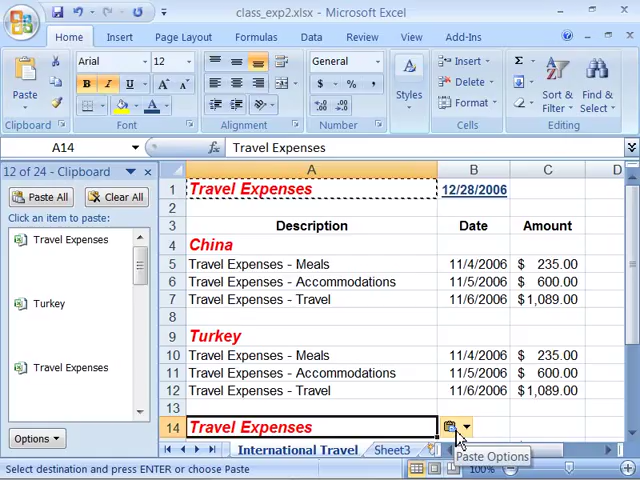 class_exp2.xlsx - Microsoft Excel
Home Insert Page Layout Formulas Data Review View Add-Ins
Arial 12 General Insert Σ
B I U A A $ % , Delete
A Format
Paste Styles Sort & Filter Find & Select
Clipboard Font Alignment Number Cells Editing
A14 Travel Expenses
12 of 24 - Clipboard
Paste All Clear All
Click an item to paste:
Travel Expenses
Turkey
Travel Expenses
Options
A B C D
1 Travel Expenses 12/28/2006
2
3 Description Date Amount
4 China
5 Travel Expenses - Meals 11/4/2006 $ 235.00
6 Travel Expenses - Accommodations 11/5/2006 $ 600.00
7 Travel Expenses - Travel 11/6/2006 $1,089.00
8
9 Turkey
10 Travel Expenses - Meals 11/4/2006 $ 235.00
11 Travel Expenses - Accommodations 11/5/2006 $ 600.00
12 Travel Expenses - Travel 11/6/2006 $1,089.00
13
14 Travel Expenses
Paste Options
International Travel Sheet3
Select destination and press ENTER or choose Paste 100%